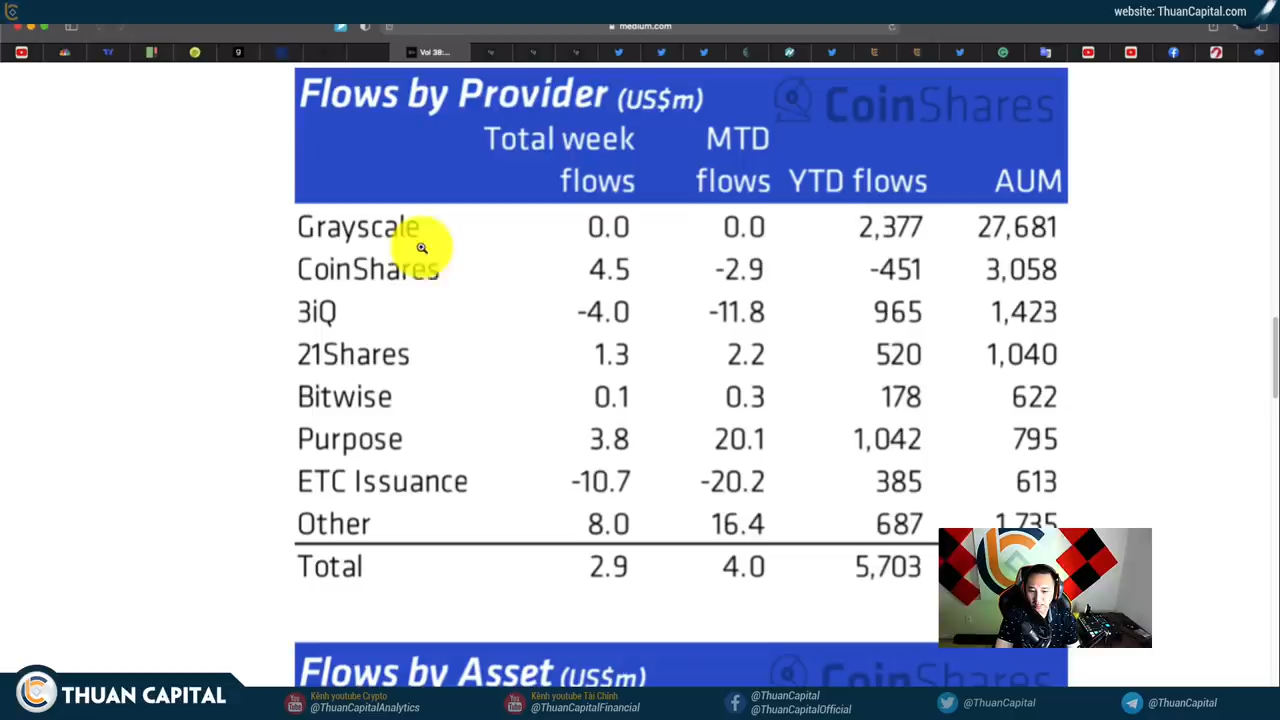 website: ThuanCapital.com
medium.com
Vol 38:...
Flows by Provider (US$m)
CoinShares
Total week flows MTD flows YTD flows AUM
Grayscale 0.0 0.0 2,377 27,681
CoinShares 4.5 -2.9 -451 3,058
3iQ -4.0 -11.8 965 1,423
21Shares 1.3 2.2 520 1,040
Bitwise 0.1 0.3 178 622
Purpose 3.8 20.1 1,042 795
ETC Issuance -10.7 -20.2 385 613
Other 8.0 16.4 687 1,735
Total 2.9 4.0 5,703
Flows by Asset (US$m)
CoinShares
THUAN CAPITAL
Kênh youtube Crypto
@ThuanCapitalAnalytics
Kênh youtube Tài Chính
@ThuanCapitalFinancial
@ThuanCapital
@ThuanCapitalOfficial
@ThuanCapital
@ThuanCapital